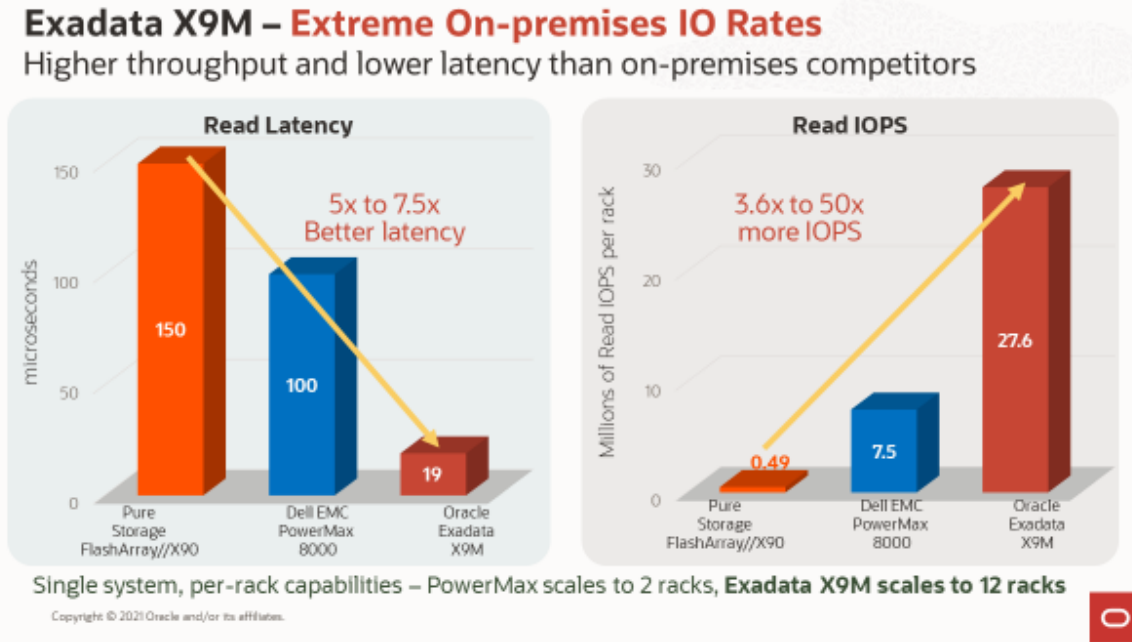 Exadata X9M – Extreme On-premises IO Rates
Higher throughput and lower latency than on-premises competitors
Read Latency
150
100
50
0
microseconds
5x to 7.5x
Better latency
150
100
19
Pure
Storage
FlashArray//X90
Dell EMC
PowerMax
8000
Oracle
Exadata
X9M
Read IOPS
30
20
10
0
Millions of Read IOPS per rack
3.6x to 50x
more IOPS
0.49
7.5
27.6
Pure
Storage
FlashArray//X90
Dell EMC
PowerMax
8000
Oracle
Exadata
X9M
Single system, per-rack capabilities – PowerMax scales to 2 racks, Exadata X9M scales to 12 racks
Copyright © 2021 Oracle and/or its affiliates.